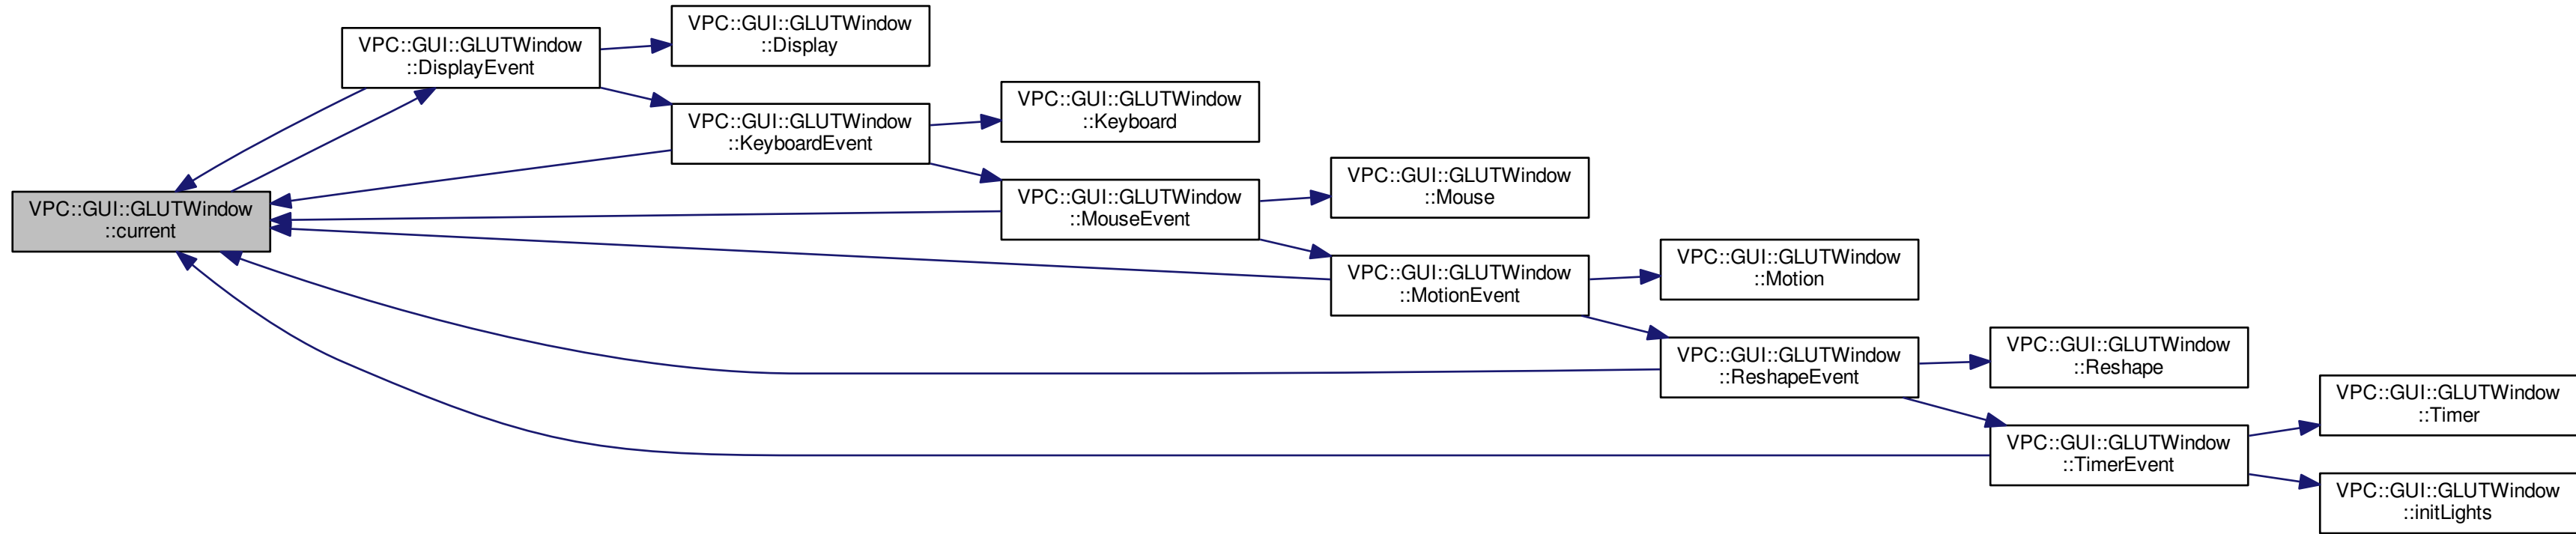 VPC::GUI::GLUTWindow
::current
VPC::GUI::GLUTWindow
::DisplayEvent
VPC::GUI::GLUTWindow
::Display
VPC::GUI::GLUTWindow
::KeyboardEvent
VPC::GUI::GLUTWindow
::Keyboard
VPC::GUI::GLUTWindow
::MouseEvent
VPC::GUI::GLUTWindow
::Mouse
VPC::GUI::GLUTWindow
::MotionEvent
VPC::GUI::GLUTWindow
::Motion
VPC::GUI::GLUTWindow
::ReshapeEvent
VPC::GUI::GLUTWindow
::Reshape
VPC::GUI::GLUTWindow
::TimerEvent
VPC::GUI::GLUTWindow
::Timer
VPC::GUI::GLUTWindow
::initLights